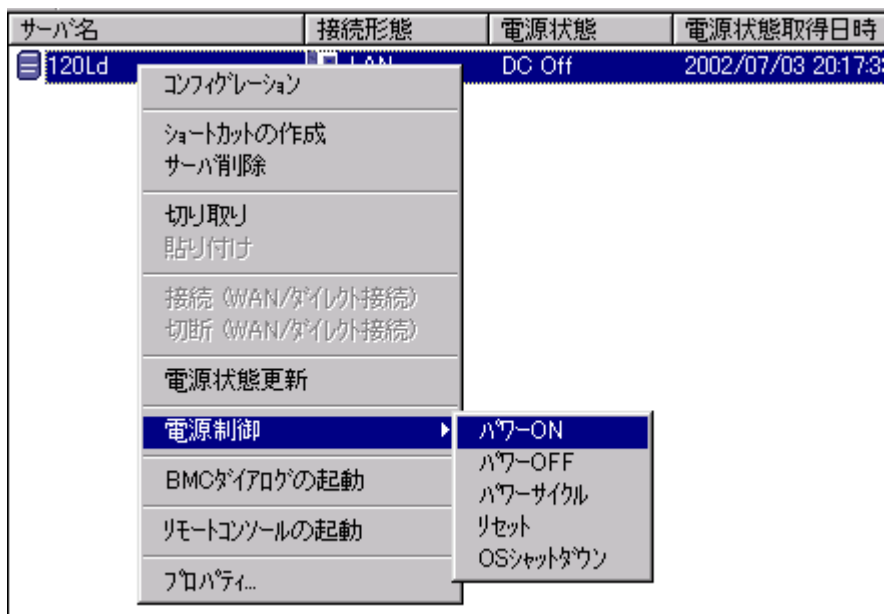 サーバ名 接続形態 電源状態 電源状態取得日時
120Ld LAN DC Off 2002/07/03 20:17:3
コンフィグレーション
ショートカットの作成
サーバ削除
切り取り
貼り付け
接続 (WAN/ダイレクト接続)
切断 (WAN/ダイレクト接続)
電源状態更新
電源制御
パワーON
パワーOFF
パワーサイクル
リセット
OSシャットダウン
BMCダイアログの起動
リモートコンソールの起動
プロパティ...